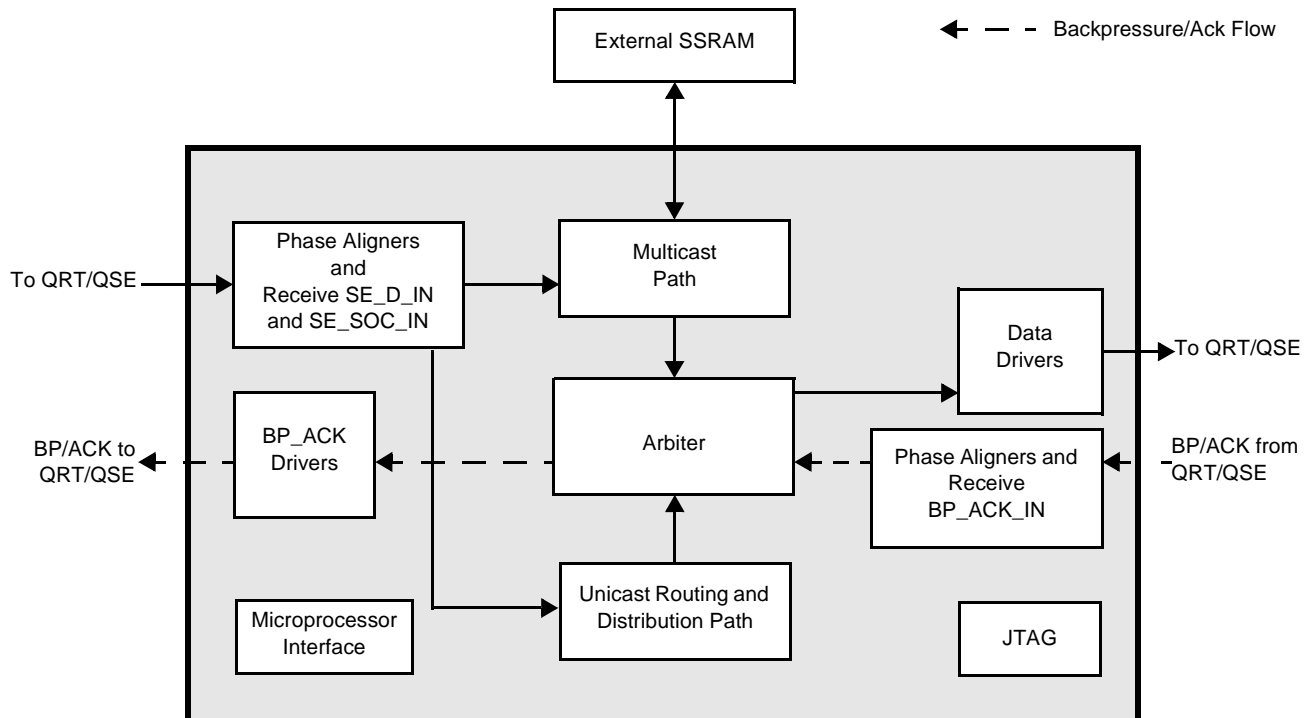 External SSRAM
Backpressure/Ack Flow
Phase Aligners
and
Receive SE_D_IN
and SE_SOC_IN
Multicast
Path
To QRT/QSE
Data
Drivers
To QRT/QSE
BP_ACK
Drivers
Arbiter
BP/ACK to
QRT/QSE
Phase Aligners and
Receive
BP_ACK_IN
BP/ACK from
QRT/QSE
Unicast Routing and
Distribution Path
Microprocessor
Interface
JTAG